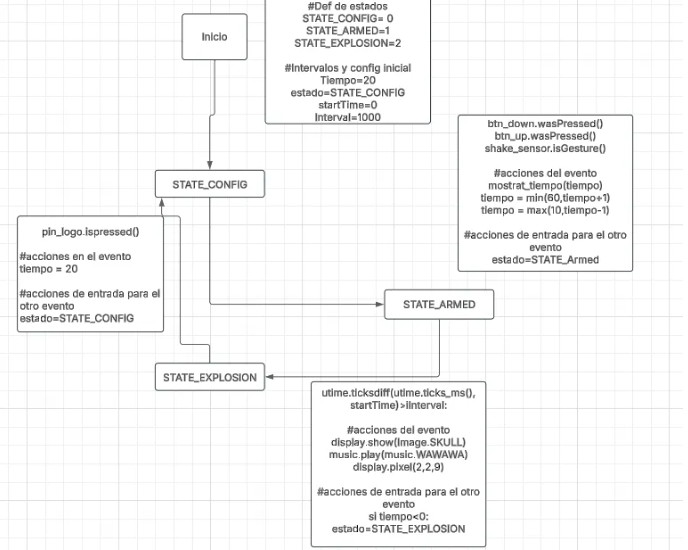 #Def de estados
STATE_CONFIG= 0
STATE_ARMED=1
STATE_EXPLOSION=2
#Intervalos y config inicial
Tiempo=20
estado=STATE_CONFIG
startTime=0
Interval=1000
Inicio
btn_down.wasPressed()
btn_up.wasPressed()
shake_sensor.isGesture()
#acciones del evento
mostrat_tiempo(tiempo)
tiempo = min(60,tiempo+1)
tiempo = max(10,tiempo-1)
#acciones de entrada para el otro
evento
estado=STATE_Armed
STATE_CONFIG
pin_logo.ispressed()
#acciones en el evento
tiempo = 20
#acciones de entrada para el
otro evento
estado=STATE_CONFIG
STATE_ARMED
STATE_EXPLOSION
utime.ticksdiff(utime.ticks_ms(),
startTime)>iInterval:
#acciones del evento
display.show(Image.SKULL)
music.play(music.WAWAWA)
display.pixel(2,2,9)
#acciones de entrada para el otro
evento
si tiempo<0:
estado=STATE_EXPLOSION